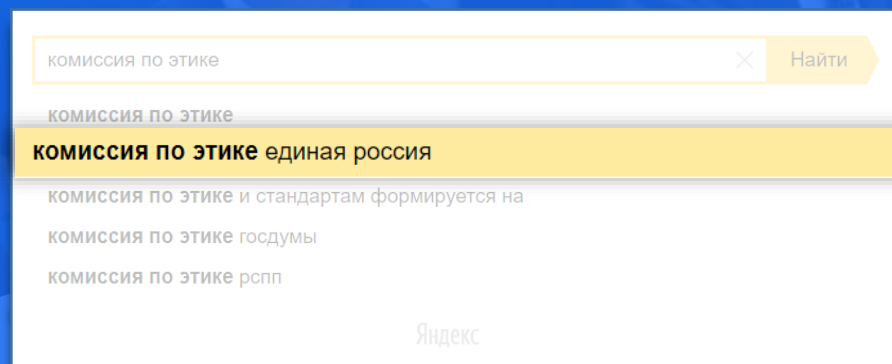 комиссия по этике Найти
комиссия по этике
комиссия по этике единая россия
комиссия по этике и стандартам формируется на
комиссия по этике госдумы
комиссия по этике рспп
Яндекс